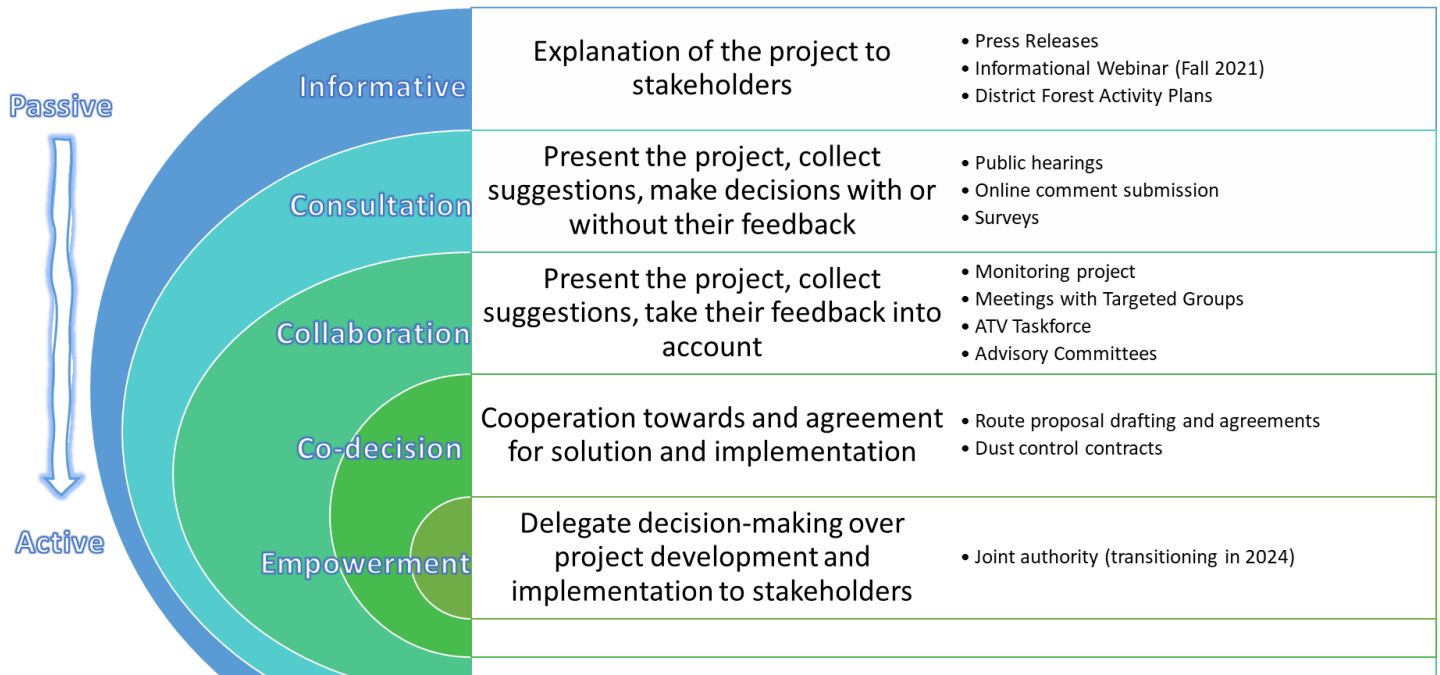 Passive
Active
Informative
Explanation of the project to
stakeholders
• Press Releases
• Informational Webinar (Fall 2021)
• District Forest Activity Plans
Consultation
Present the project, collect
suggestions, make decisions with or
without their feedback
• Public hearings
• Online comment submission
• Surveys
Collaboration
Present the project, collect
suggestions, take their feedback into
account
• Monitoring project
• Meetings with Targeted Groups
• ATV Taskforce
• Advisory Committees
Co-decision
Cooperation towards and agreement
for solution and implementation
• Route proposal drafting and agreements
• Dust control contracts
Empowerment
Delegate decision-making over
project development and
implementation to stakeholders
• Joint authority (transitioning in 2024)